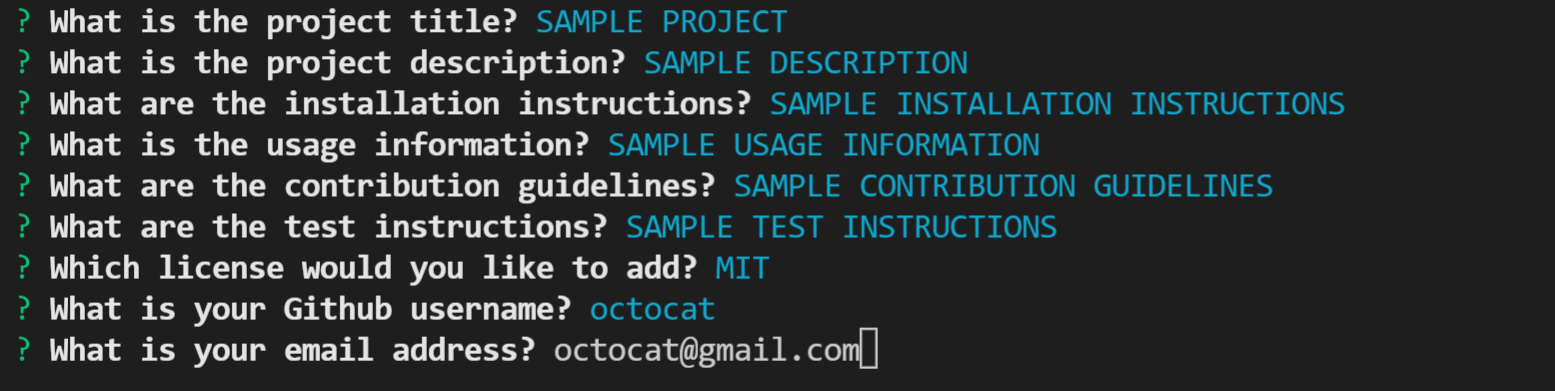 ? What is the project title? SAMPLE PROJECT
? What is the project description? SAMPLE DESCRIPTION
? What are the installation instructions? SAMPLE INSTALLATION INSTRUCTIONS
? What is the usage information? SAMPLE USAGE INFORMATION
? What are the contribution guidelines? SAMPLE CONTRIBUTION GUIDELINES
? What are the test instructions? SAMPLE TEST INSTRUCTIONS
? Which license would you like to add? MIT
? What is your Github username? octocat
? What is your email address? octocat@gmail.com